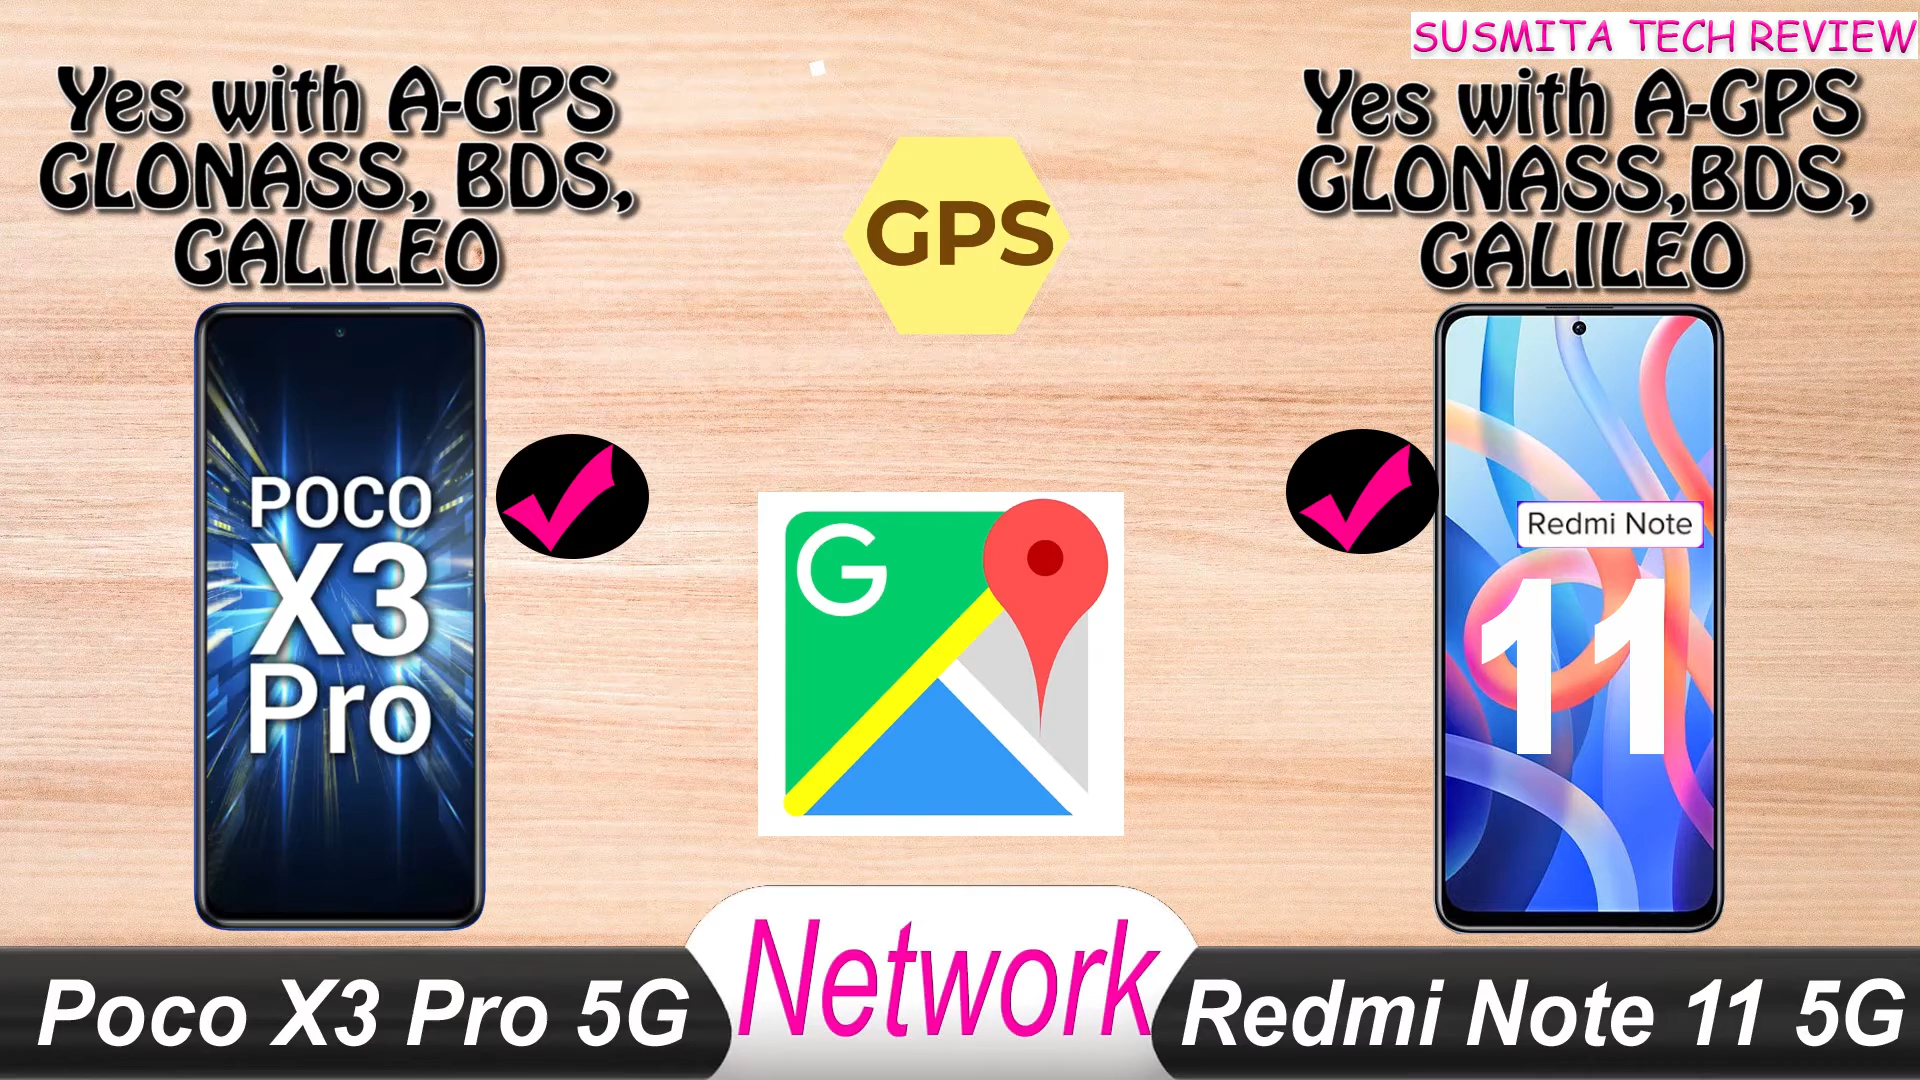 SUSMITA TECH REVIEW
Yes with A-GPS
GLONASS, BDS,
GALILEO
GPS
Yes with A-GPS
GLONASS,BDS,
GALILEO
POCO
X3
Pro
G
Redmi Note
11
Poco X3 Pro 5G
Network
Redmi Note 11 5G